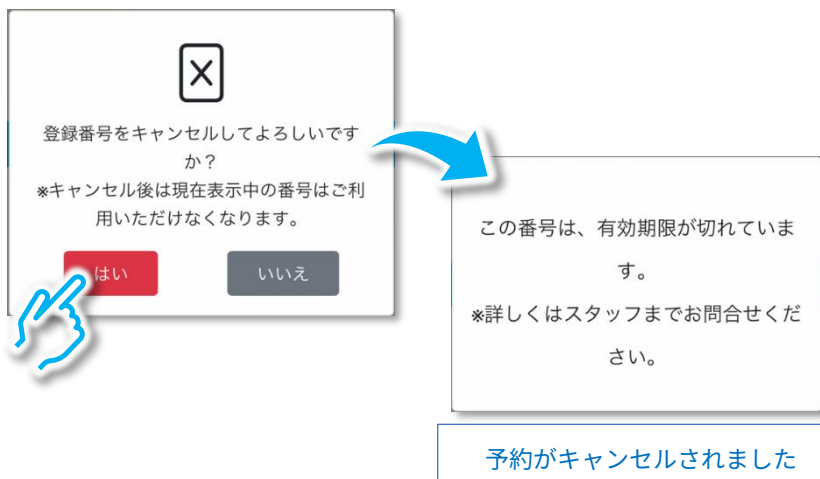 登録番号をキャンセルしてよろしいです
か？
※キャンセル後は現在表示中の番号はご利
用いただけなくなります。
はい
いいえ
この番号は、有効期限が切れていま
す。
※詳しくはスタッフまでお問合せくだ
さい。
予約がキャンセルされました